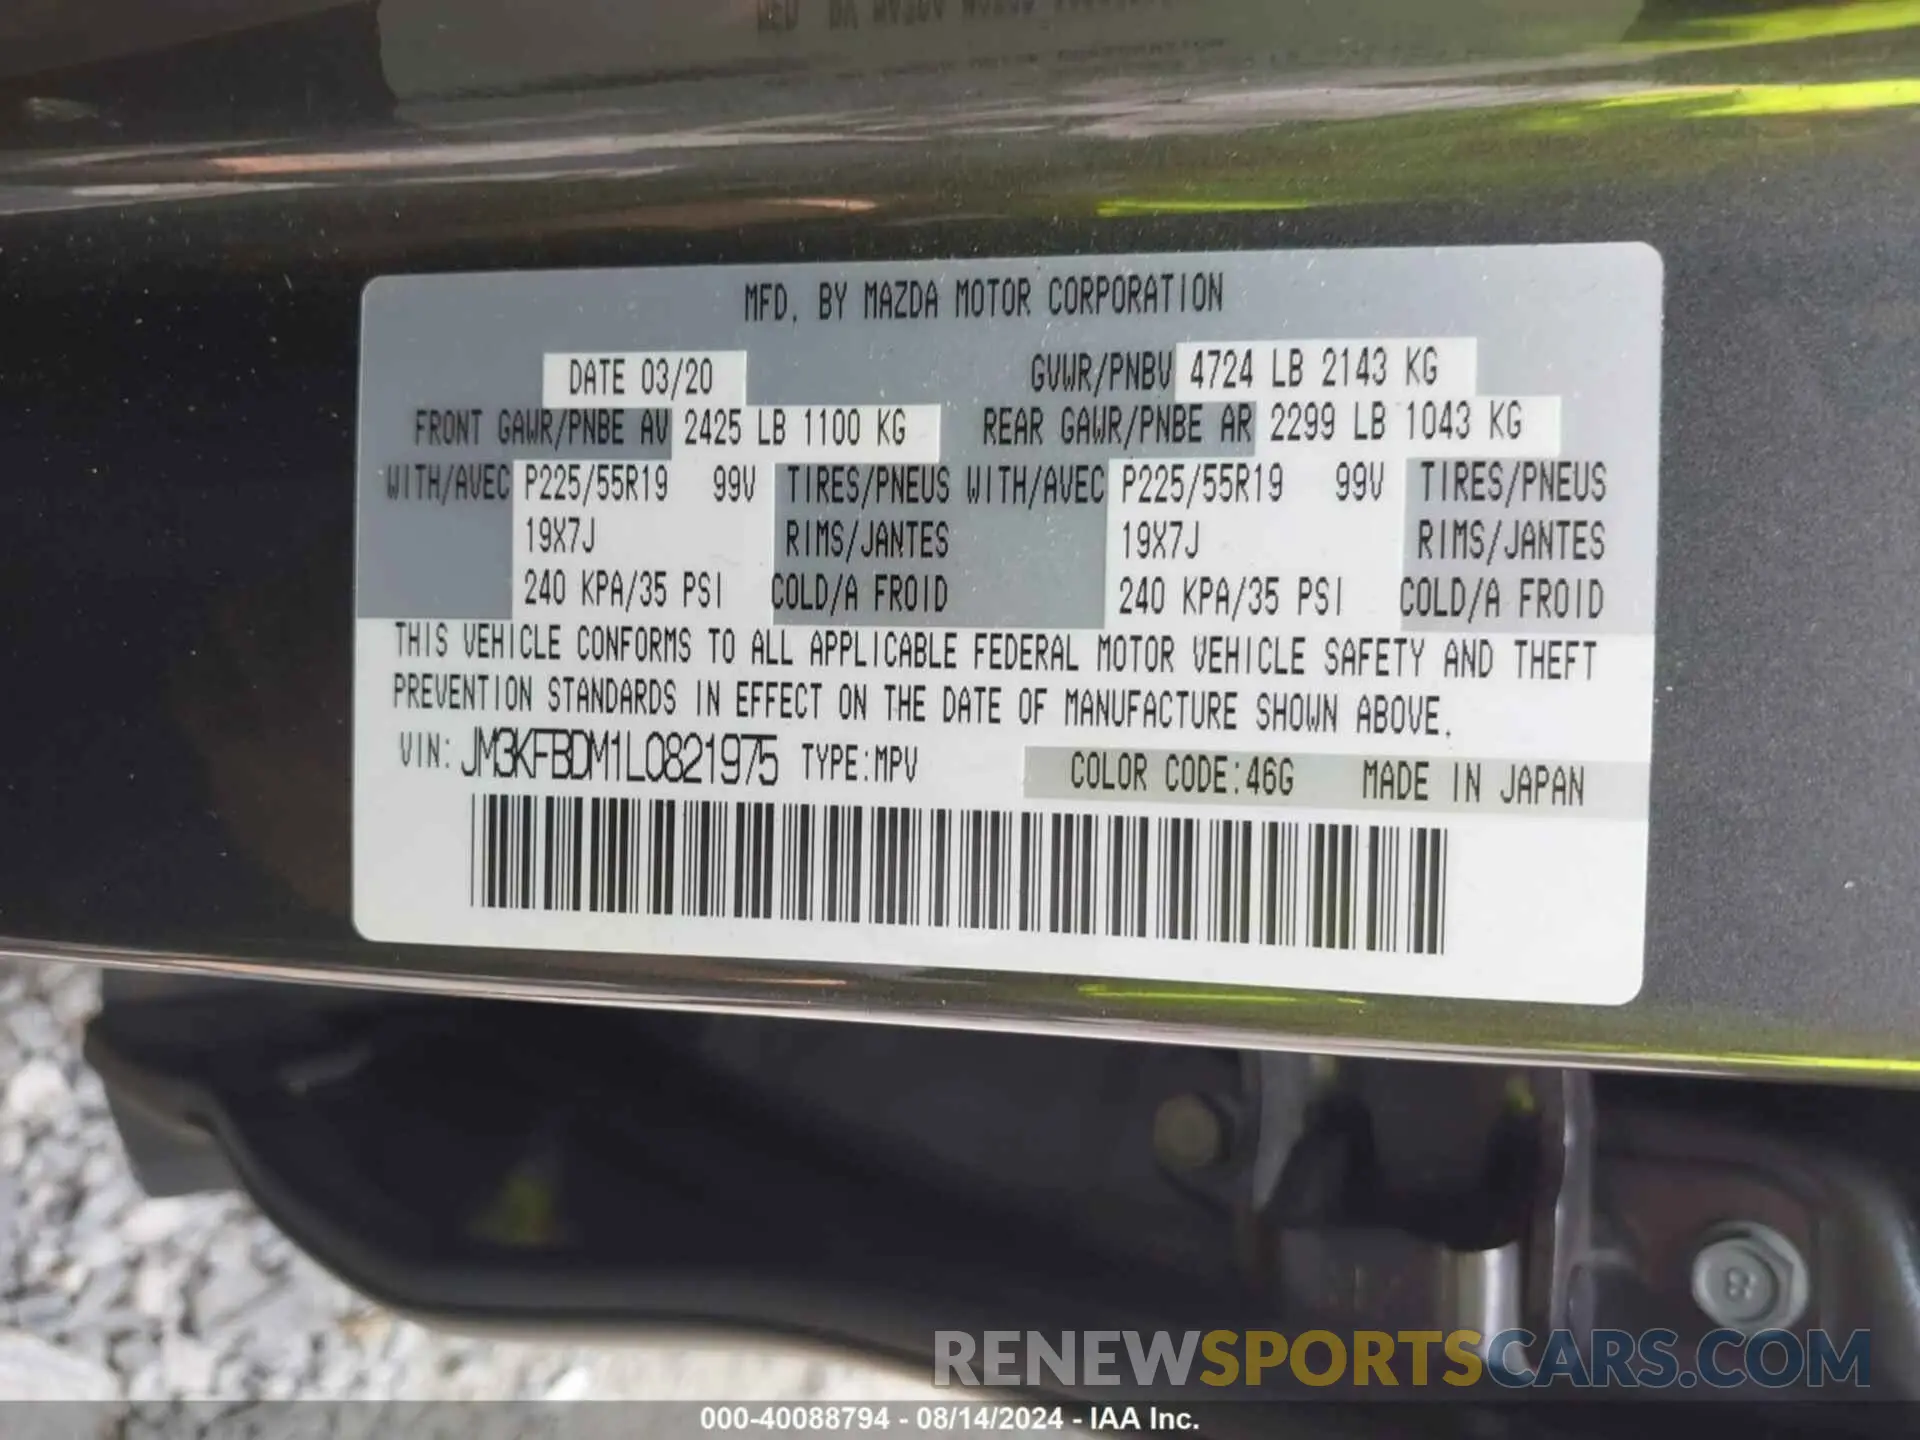 MFD. BY MAZDA MOTOR CORPORATION
DATE 03/20 GVWR/PNBV 4724 LB 2143 KG
FRONT GAWR/PNBE AV 2425 LB 1100 KG REAR GAWR/PNBE AR 2299 LB 1043 KG
WITH/AVEC P225/55R19 99V TIRES/PNEUS WITH/AVEC P225/55R19 99V TIRES/PNEUS
19X7J RIMS/JANTES 19X7J RIMS/JANTES
240 KPA/35 PSI COLD/A FROID 240 KPA/35 PSI COLD/A FROID
THIS VEHICLE CONFORMS TO ALL APPLICABLE FEDERAL MOTOR VEHICLE SAFETY AND THEFT
PREVENTION STANDARDS IN EFFECT ON THE DATE OF MANUFACTURE SHOWN ABOVE.
VIN: JM3KFBDM1L0821975 TYPE:MPV COLOR CODE:46G MADE IN JAPAN
8
RENEWSPORTSCARS.COM
000-40088794 - 08/14/2024 - IAA Inc.